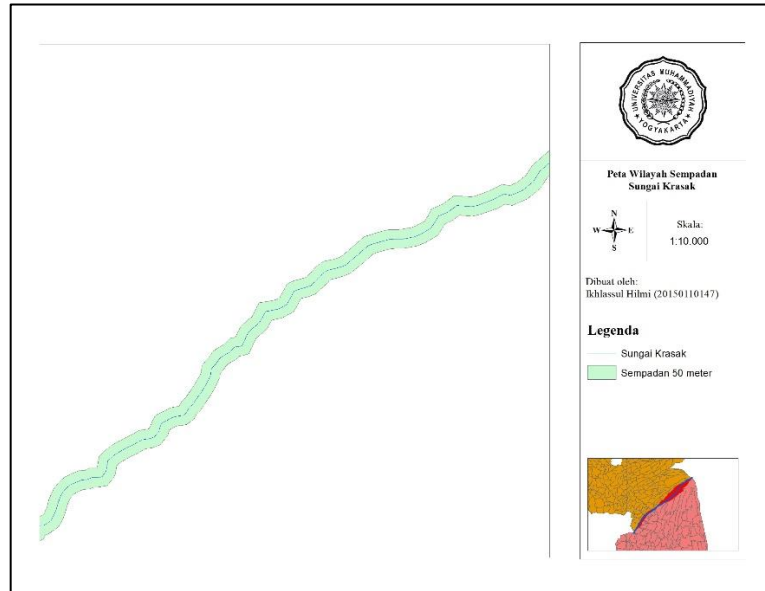 UNIVERSITAS MUHAMMADIYAH
YOGYAKARTA
Peta Wilayah Sempadan
Sungai Krasak
N
W E
S
Skala:
1:10.000
Dibuat oleh:
Ikhlassul Hilmi (20150110147)
Legenda
Sungai Krasak
Sempadan 50 meter